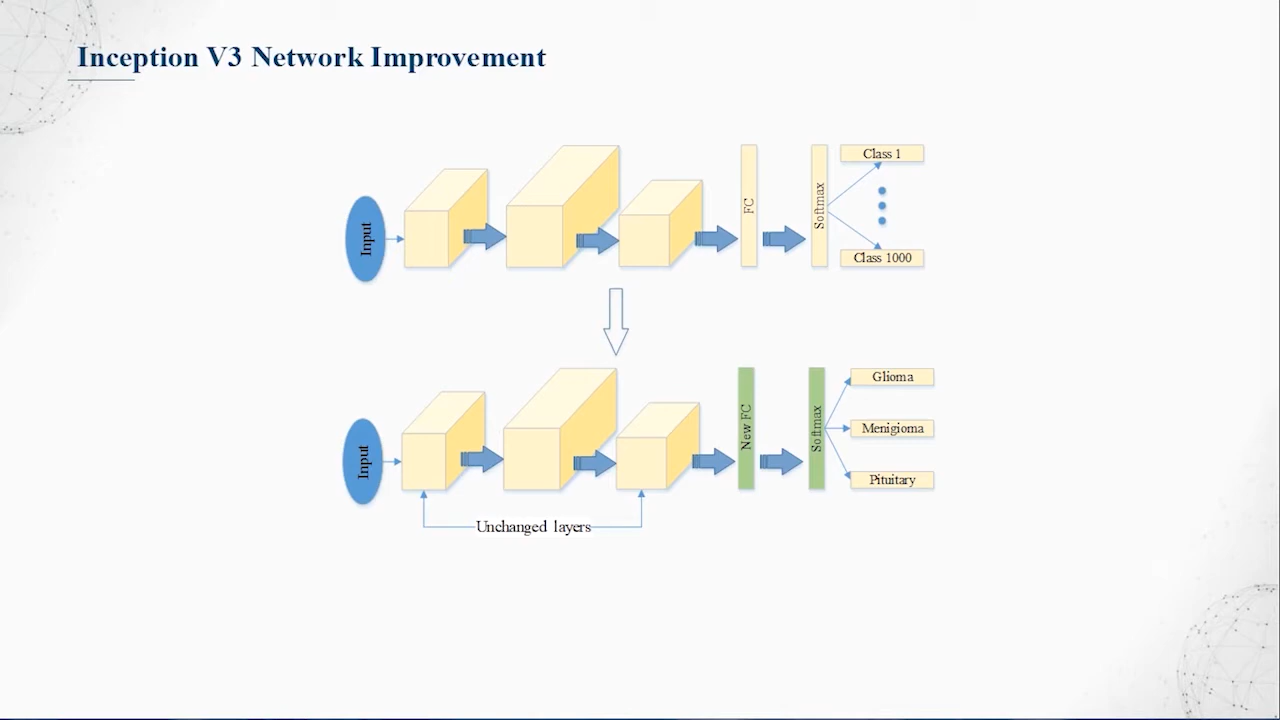 Inception V3 Network Improvement
Input
FC
Softmax
Class 1
Class 1000
Input
New FC
Softmax
Glioma
Menigioma
Pituitary
Unchanged layers